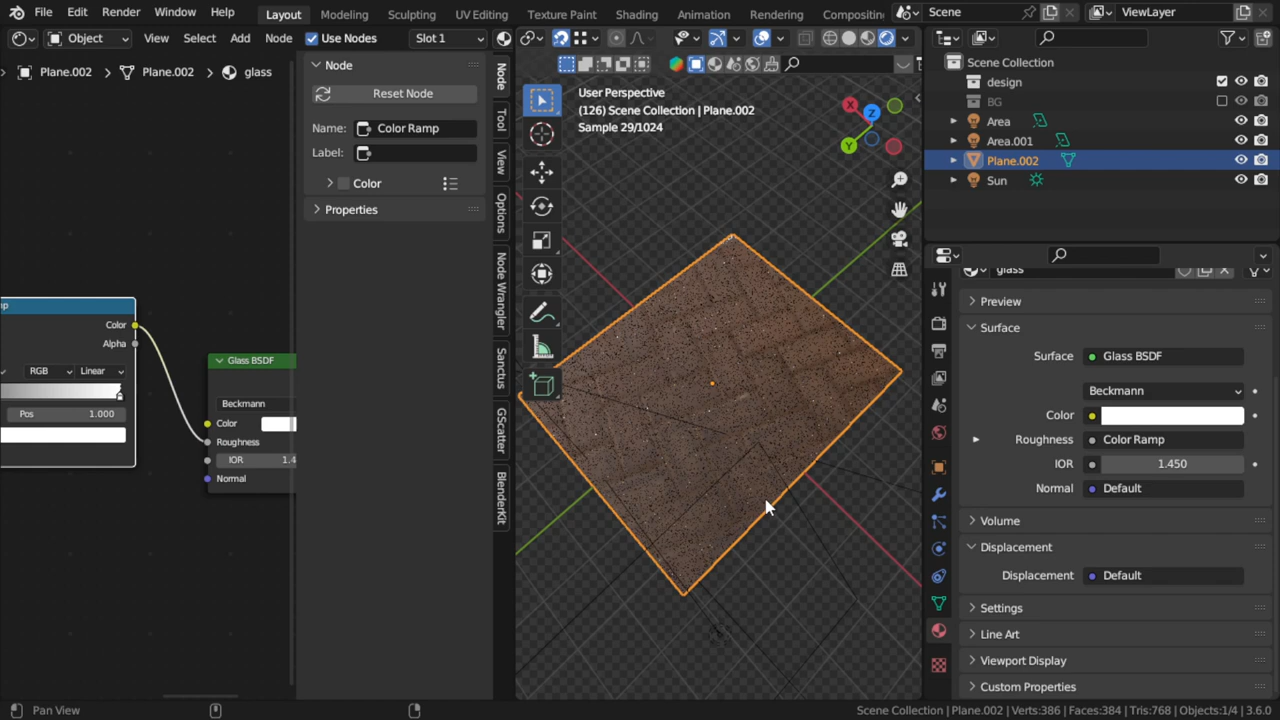 File Edit Render Window Help Layout Modeling Sculpting UV Editing Texture Paint Shading Animation Rendering Compositin Scene ViewLayer
Object View Select Add Node Use Nodes Slot 1
Plane.002 Plane.002 glass
Node
Reset Node
Name: Color Ramp
Label:
Color
Properties
Node
Tool
View
Options
Node Wrangler
Sanctus
GScatter
BlenderKit
Color
Alpha
RGB Linear
Pos 1.000
Glass BSDF
Beckmann
Color
Roughness
IOR 1.4
Normal
User Perspective
(126) Scene Collection | Plane.002
Sample 29/1024
X
Z
Y
Scene Collection
design
BG
Area
Area.001
Plane.002
Sun
glass
Preview
Surface
Surface Glass BSDF
Beckmann
Color
Roughness Color Ramp
IOR 1.450
Normal Default
Volume
Displacement
Displacement Default
Settings
Line Art
Viewport Display
Custom Properties
Pan View
Scene Collection | Plane.002 | Verts:386 | Faces:384 | Tris:768 | Objects:1/4 | 3.6.0